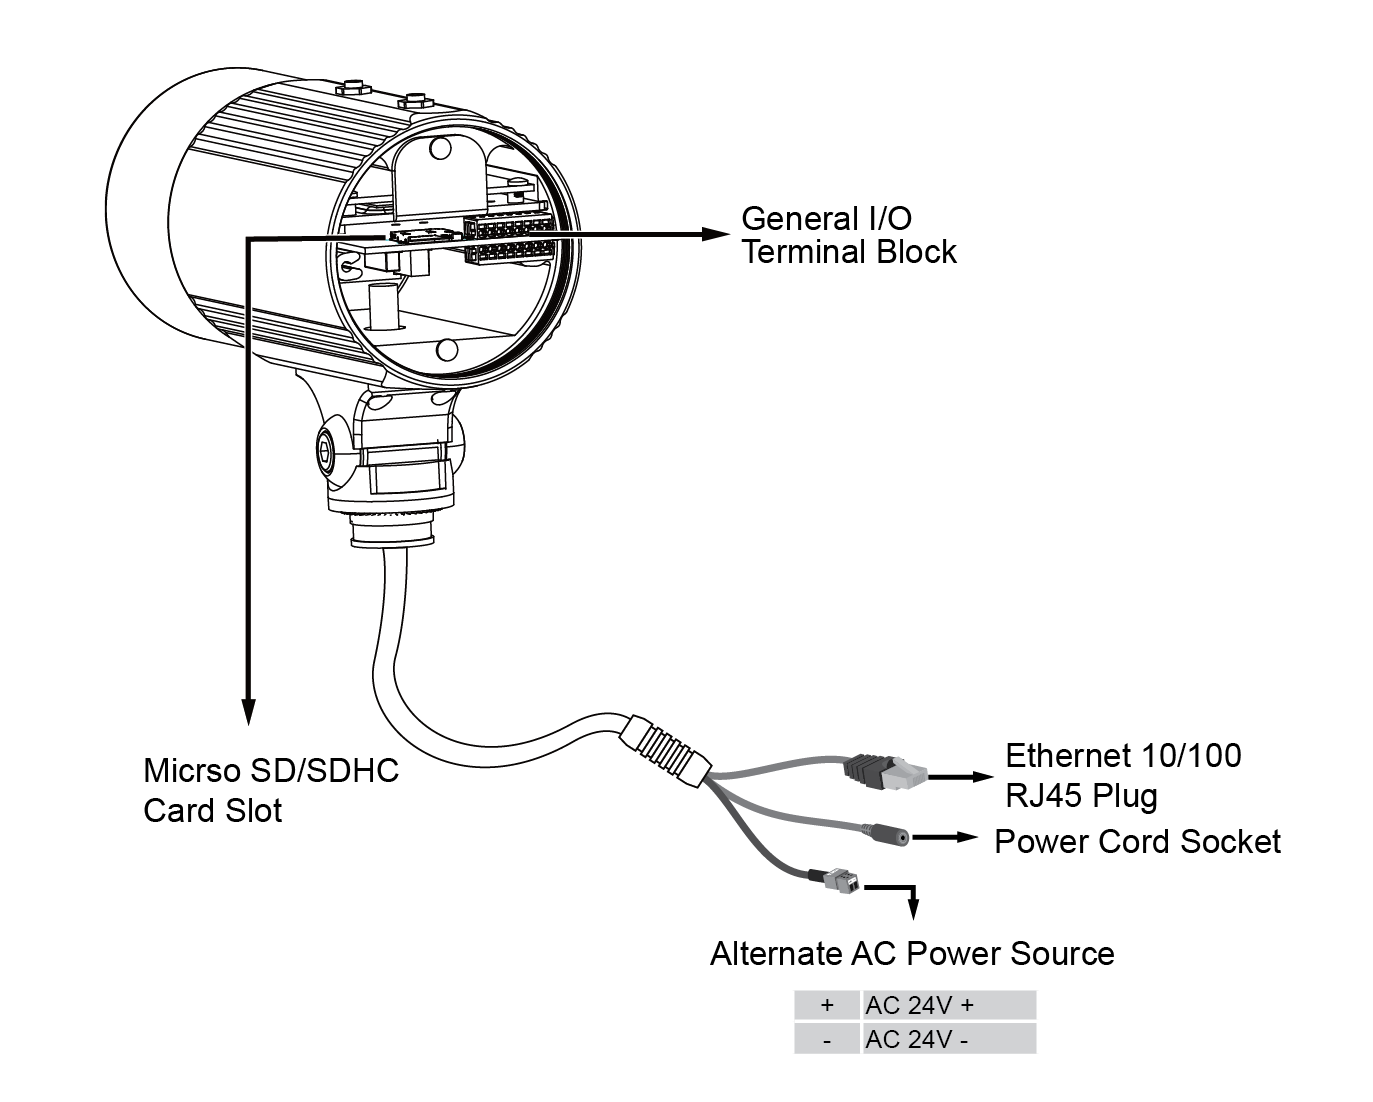 General I/O
Terminal Block
Micrso SD/SDHC
Card Slot
Ethernet 10/100
RJ45 Plug
Power Cord Socket
Alternate AC Power Source
+ AC 24V +
- AC 24V -